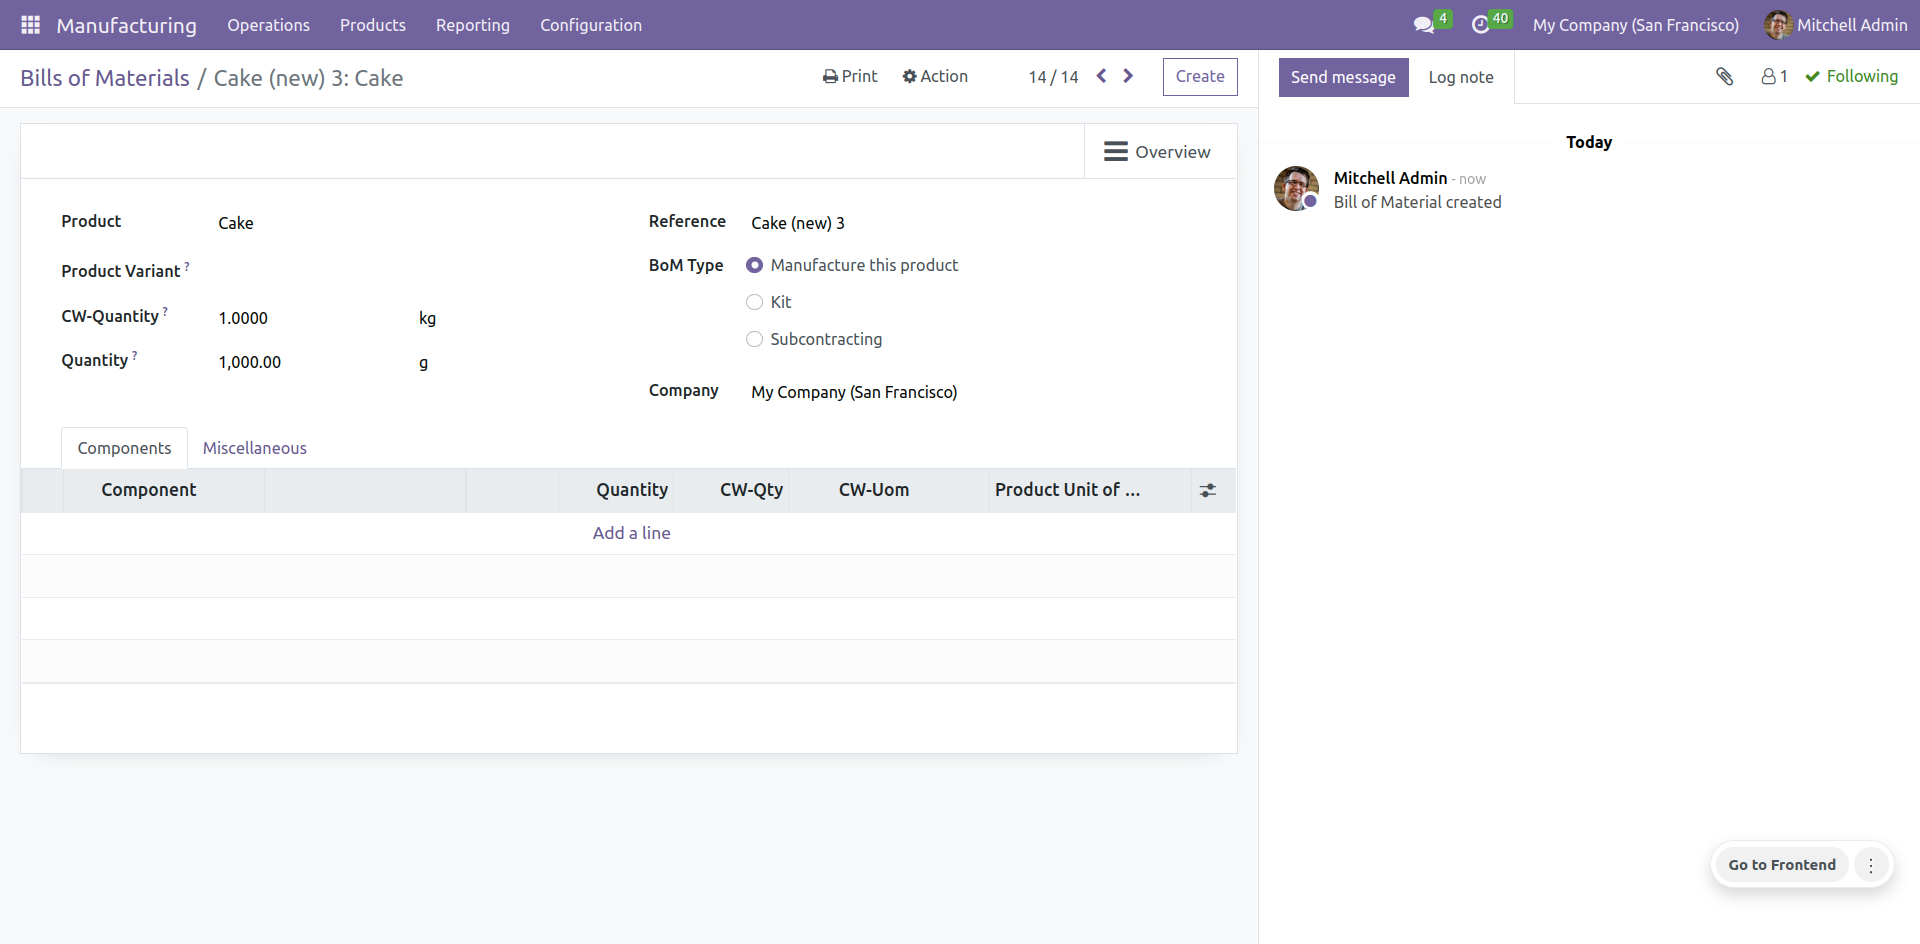 Manufacturing Operations Products Reporting Configuration 4 40 My Company (San Francisco) Mitchell Admin
Bills of Materials / Cake (new) 3: Cake Print Action 14 / 14 Create
Send message Log note 1 Following
Overview
Product Cake
Product Variant ?
CW-Quantity ? 1.0000 kg
Quantity ? 1,000.00 g
Reference Cake (new) 3
BoM Type Manufacture this product
Kit
Subcontracting
Company My Company (San Francisco)
Components Miscellaneous
Component Quantity CW-Qty CW-Uom Product Unit of ...
Add a line
Today
Mitchell Admin - now
Bill of Material created
Go to Frontend